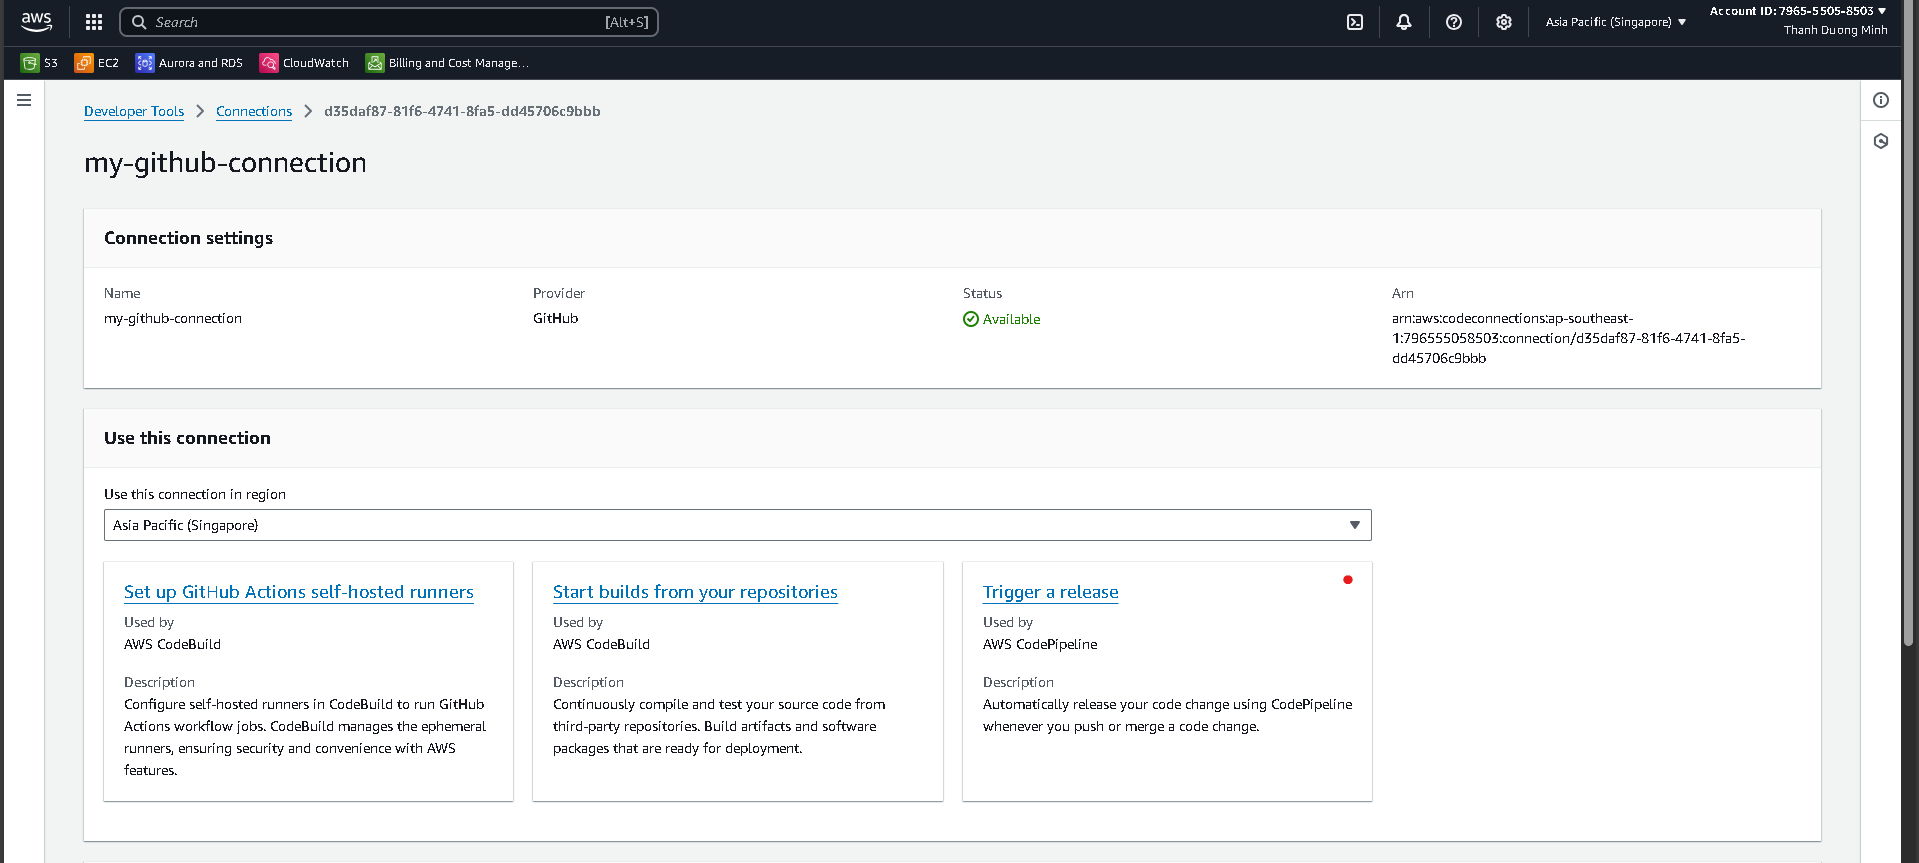 aws
Search [Alt+S]
Asia Pacific (Singapore)
Account ID: 7965-5505-8503
Thanh Duong Minh
S3 EC2 Aurora and RDS CloudWatch Billing and Cost Manage...
Developer Tools Connections d35daf87-81f6-4741-8fa5-dd45706c9bbb
my-github-connection
Connection settings
Name Provider Status Arn
my-github-connection GitHub Available arn:aws:codeconnections:ap-southeast-
1:796555058503:connection/d35daf87-81f6-4741-8fa5-
dd45706c9bbb
Use this connection
Use this connection in region
Asia Pacific (Singapore)
Set up GitHub Actions self-hosted runners
Used by
AWS CodeBuild
Description
Configure self-hosted runners in CodeBuild to run GitHub
Actions workflow jobs. CodeBuild manages the ephemeral
runners, ensuring security and convenience with AWS
features.
Start builds from your repositories
Used by
AWS CodeBuild
Description
Continuously compile and test your source code from
third-party repositories. Build artifacts and software
packages that are ready for deployment.
Trigger a release
Used by
AWS CodePipeline
Description
Automatically release your code change using CodePipeline
whenever you push or merge a code change.